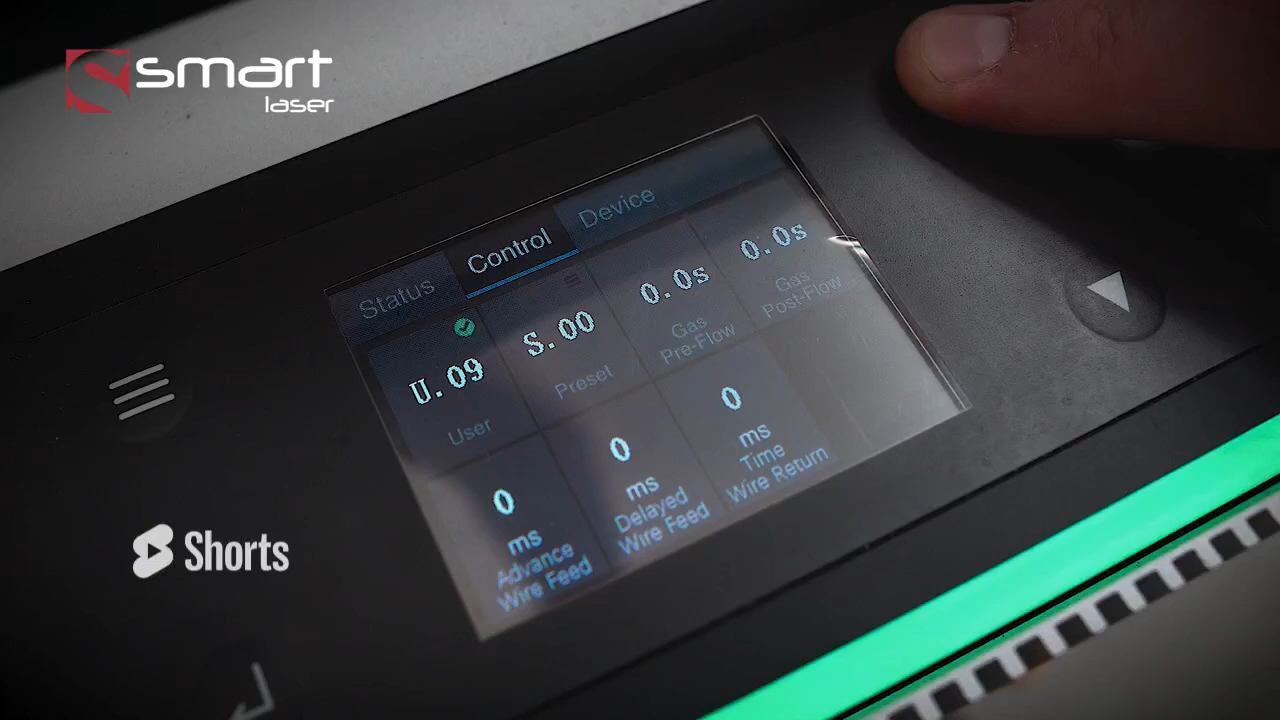 smart
laser
Status
Control
Device
U.09
User
S.00
Preset
0.0s
Gas
Pre-Flow
0.0s
Gas
Post-Flow
0
ms
Advance
Wire Feed
0
ms
Delayed
Wire Feed
0
ms
Time
Wire Return
Shorts